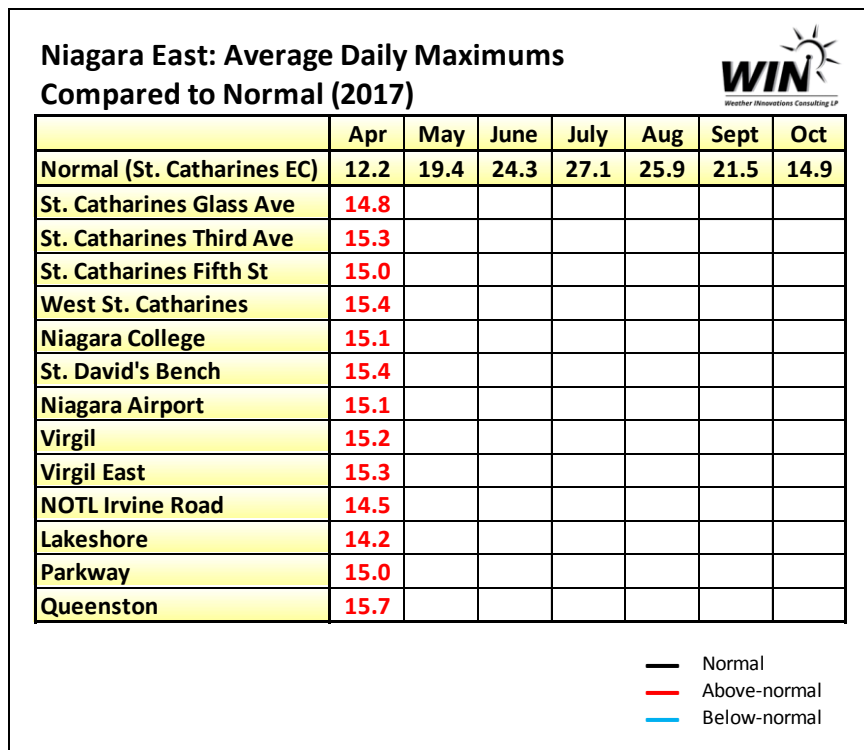 Niagara East: Average Daily Maximums
Compared to Normal (2017)
WIN
Weather INnovations Consulting LP
Apr May June July Aug Sept Oct
Normal (St. Catharines EC) 12.2 19.4 24.3 27.1 25.9 21.5 14.9
St. Catharines Glass Ave 14.8
St. Catharines Third Ave 15.3
St. Catharines Fifth St 15.0
West St. Catharines 15.4
Niagara College 15.1
St. David's Bench 15.4
Niagara Airport 15.1
Virgil 15.2
Virgil East 15.3
NOTL Irvine Road 14.5
Lakeshore 14.2
Parkway 15.0
Queenston 15.7
Normal
Above-normal
Below-normal